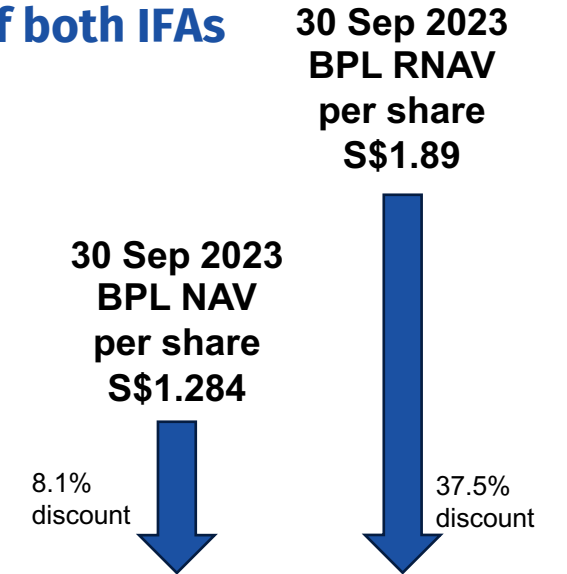 f both IFAs
30 Sep 2023
BPL RNAV
per share
S$1.89
30 Sep 2023
BPL NAV
per share
S$1.284
8.1%
discount
37.5%
discount